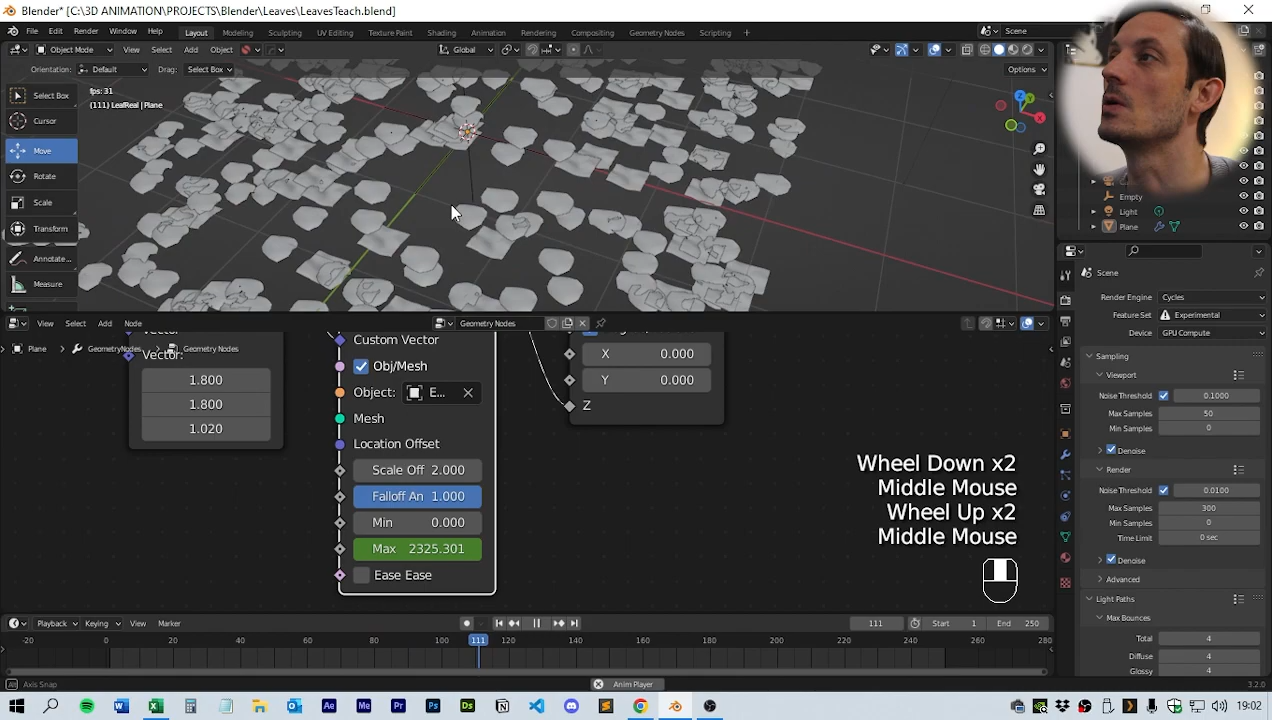 Blender* [C:\3D ANIMATION\PROJECTS\Blender\Leaves\LeavesTeach.blend]
File Edit Render Window Help Layout Modeling Sculpting UV Editing Texture Paint Shading Animation Rendering Compositing Geometry Nodes Scripting + Scene
Object Mode View Select Add Object Global
Orientation: Default Drag: Select Box Options
fps: 31
(111) LeafReal | Plane
Select Box
Cursor
Move
Rotate
Scale
Transform
Annotate...
Measure
Empty
Light
Plane
View Select Add Node Geometry Nodes
Plane GeometryNodes Geometry Nodes
Vector:
1.800
1.800
1.020
Custom Vector
Obj/Mesh
Object: E...
Mesh
Location Offset
Scale Off 2.000
Falloff An 1.000
Min 0.000
Max 2325.301
Ease Ease
X 0.000
Y 0.000
Z
Wheel Down x2
Middle Mouse
Wheel Up x2
Middle Mouse
Scene
Render Engine Cycles
Feature Set Experimental
Device GPU Compute
Sampling
Viewport
Noise Threshold 0.1000
Max Samples 50
Min Samples 0
Denoise
Render
Noise Threshold 0.0100
Max Samples 300
Min Samples 0
Time Limit 0 sec
Denoise
Advanced
Light Paths
Max Bounces
Total 4
Diffuse 4
Glossy 4
Playback Keying View Marker 111 Start 1 End 250
-20 0 20 40 60 80 100 111 120 140 160 180 200 220 240 260 280
Axis Snap Anim Player 3.2.0
19:02